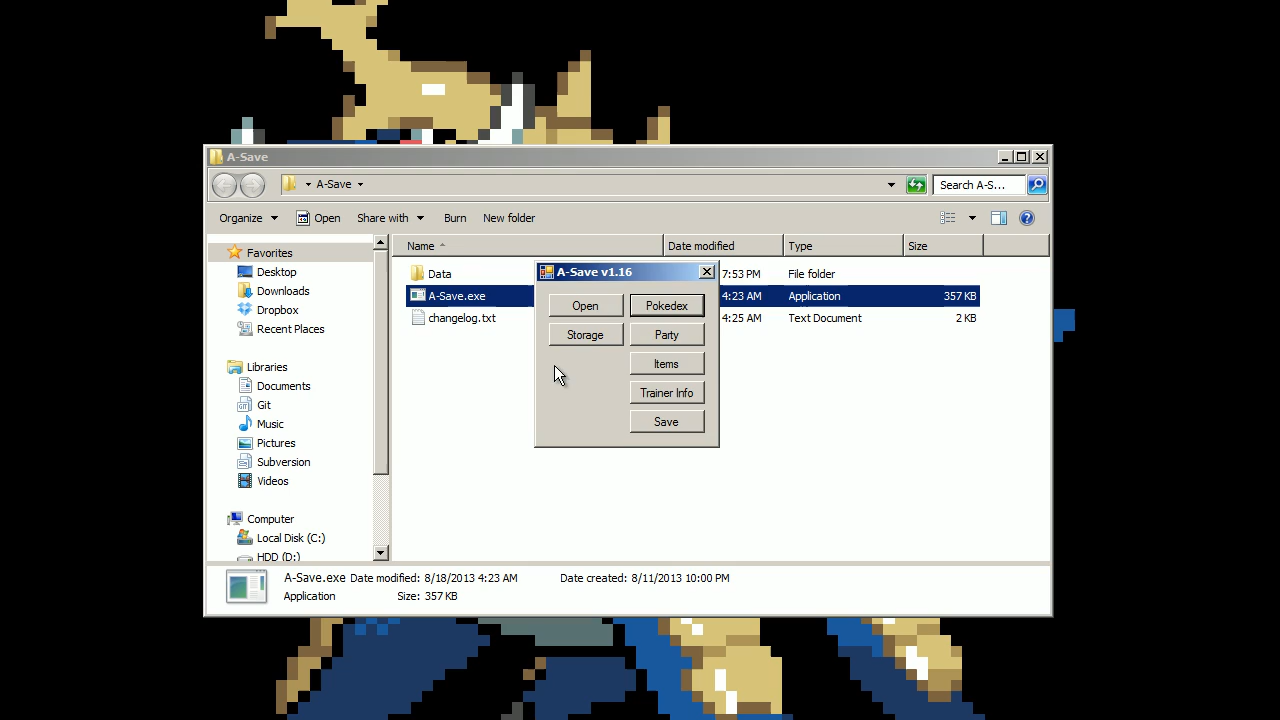 A-Save
A-Save
Search A-S...
Organize Open Share with Burn New folder
Name Date modified Type Size
Favorites
Desktop
Downloads
Dropbox
Recent Places
Libraries
Documents
Git
Music
Pictures
Subversion
Videos
Computer
Local Disk (C:)
HDD (D:)
Data 7:53 PM File folder
A-Save.exe 4:23 AM Application 357 KB
changelog.txt 4:25 AM Text Document 2 KB
A-Save v1.16
Open Pokedex
Storage Party
Items
Trainer Info
Save
A-Save.exe Date modified: 8/18/2013 4:23 AM Date created: 8/11/2013 10:00 PM
Application Size: 357 KB